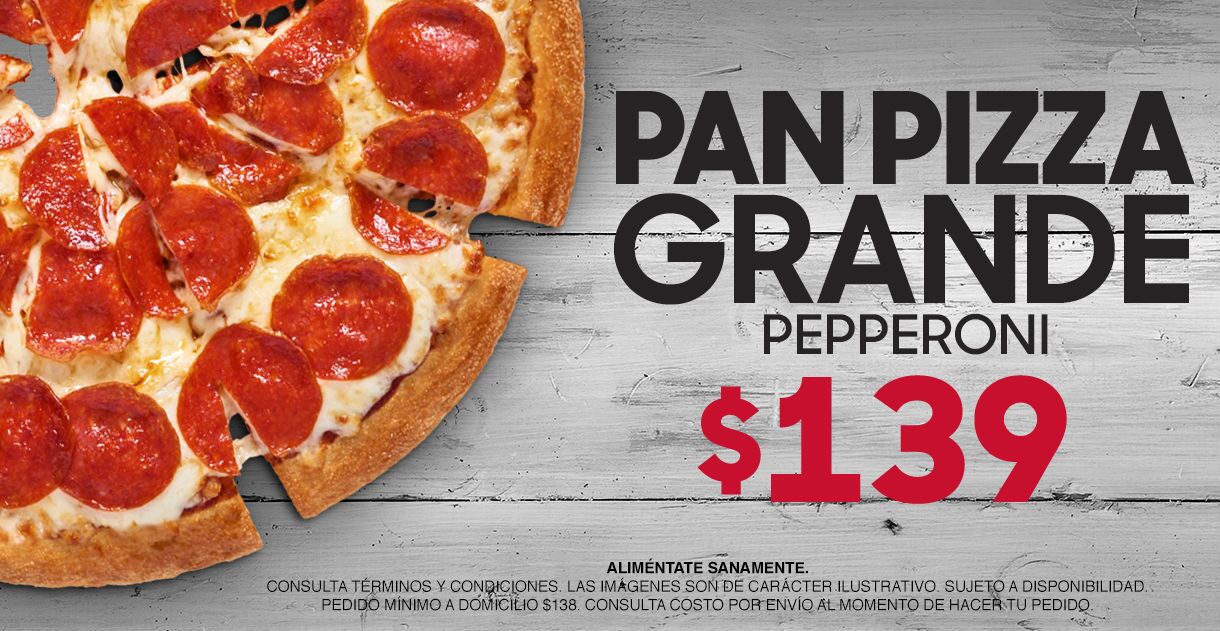 PAN PIZZA
GRANDE
PEPPERONI
$139
ALIMÉNTATE SANAMENTE.
CONSULTA TÉRMINOS Y CONDICIONES. LAS IMÁGENES SON DE CARÁCTER ILUSTRATIVO. SUJETO A DISPONIBILIDAD.
PEDIDO MÍNIMO A DOMICILIO $138. CONSULTA COSTO POR ENVÍO AL MOMENTO DE HACER TU PEDIDO.